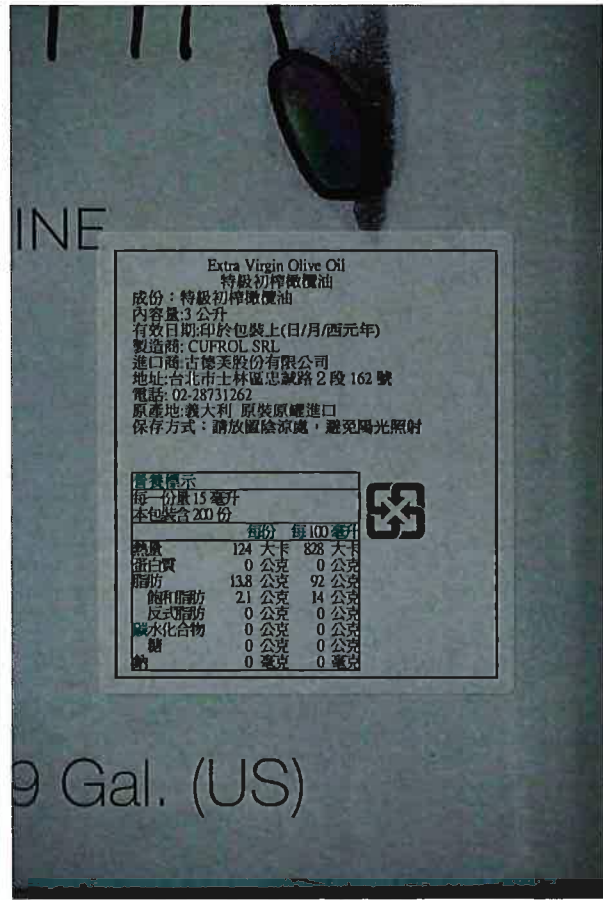 INE
Extra Virgin Olive Oil
特級初榨橄欖油
成份：特級初榨橄欖油
內容量:3 公升
有效日期:印於包裝上(日/月/西元年)
製造商: CUFROL SRL
進口商:古德美股份有限公司
地址:台北市士林區忠誠路 2 段 162 號
電話: 02-28731262
原產地:義大利 原裝原罐進口
保存方式：請放置陰涼處，避免陽光照射
營養標示
每一份量 15 毫升
本包裝含 200 份
每份 每 100 毫升
熱量 124 大卡 828 大卡
蛋白質 0 公克 0 公克
脂肪 13.8 公克 92 公克
飽和脂肪 2.1 公克 14 公克
反式脂肪 0 公克 0 公克
碳水化合物 0 公克 0 公克
糖 0 公克 0 公克
鈉 0 毫克 0 毫克
9 Gal. (US)